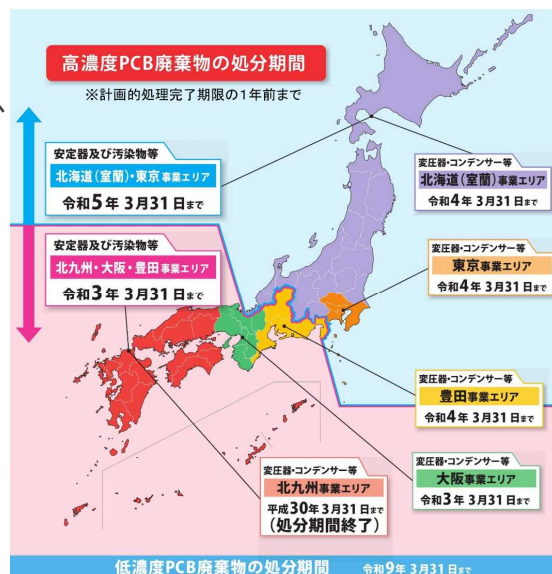 高濃度PCB廃棄物の処分期間
※計画的処理完了期限の1年前まで
安定器及び汚染物等
北海道(室蘭)・東京事業エリア
令和5年 3月31日まで
安定器及び汚染物等
北九州・大阪・豊田事業エリア
令和3年 3月31日まで
変圧器・コンデンサー等
北海道(室蘭)事業エリア
令和4年 3月31日まで
変圧器・コンデンサー等
東京事業エリア
令和4年 3月31日まで
変圧器・コンデンサー等
豊田事業エリア
令和4年 3月31日まで
変圧器・コンデンサー等
大阪事業エリア
令和3年 3月31日まで
変圧器・コンデンサー等
北九州事業エリア
平成30年 3月31日まで
(処分期間終了)
低濃度PCB廃棄物の処分期間 令和9年 3月31日まで